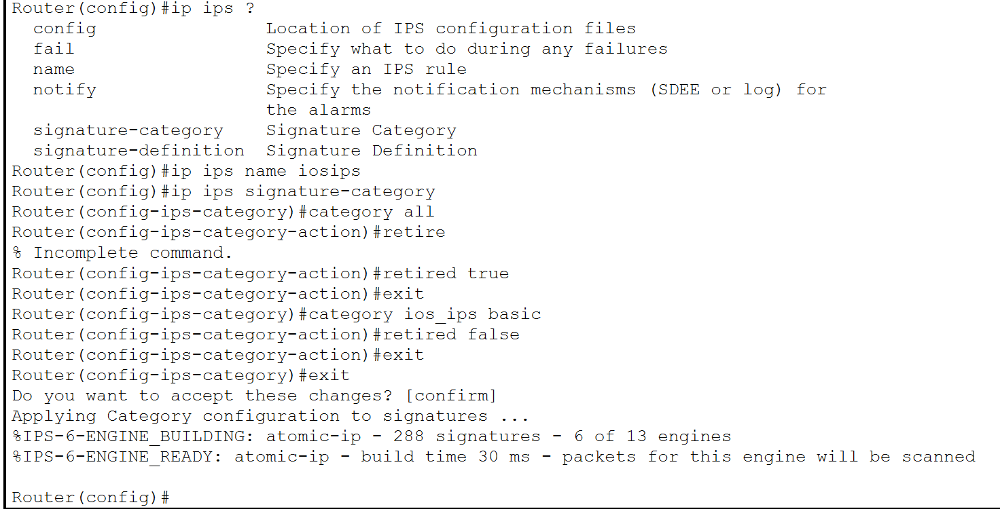 Router(config)#ip ips ?
  config                Location of IPS configuration files
  fail                  Specify what to do during any failures
  name                  Specify an IPS rule
  notify                Specify the notification mechanisms (SDEE or log) for
                        the alarms
  signature-category    Signature Category
  signature-definition  Signature Definition
Router(config)#ip ips name iosips
Router(config)#ip ips signature-category
Router(config-ips-category)#category all
Router(config-ips-category-action)#retire
% Incomplete command.
Router(config-ips-category-action)#retired true
Router(config-ips-category-action)#exit
Router(config-ips-category)#category ios_ips basic
Router(config-ips-category-action)#retired false
Router(config-ips-category-action)#exit
Router(config-ips-category)#exit
Do you want to accept these changes? [confirm]
Applying Category configuration to signatures ...
%IPS-6-ENGINE_BUILDING: atomic-ip - 288 signatures - 6 of 13 engines
%IPS-6-ENGINE_READY: atomic-ip - build time 30 ms - packets for this engine will be scanned
Router(config)#